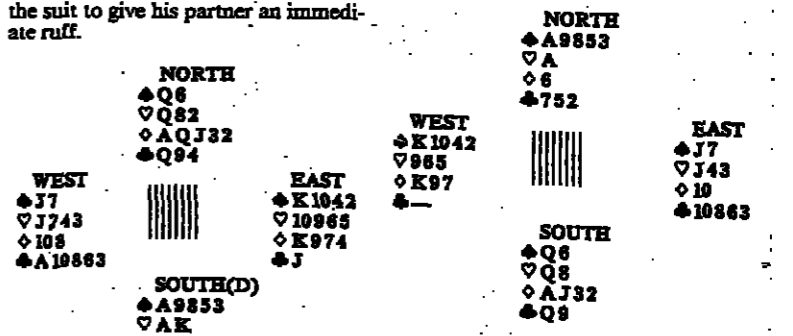 the suit to give his partner an immedi-
ate ruff.
NORTH
♠Q6
♡Q82
◇AQJ32
♣Q94
WEST
♠J7
♡J743
◇108
♣A10863
EAST
♠K1042
♡10965
◇K974
♣J
SOUTH(D)
♠A9853
♡AK
NORTH
♠A9853
♡A
◇6
♣752
WEST
♠K1042
♡965
◇K97
♣—
EAST
♠J7
♡J43
◇10
♣10863
SOUTH
♠Q6
♡Q8
◇AJ32
♣Q9